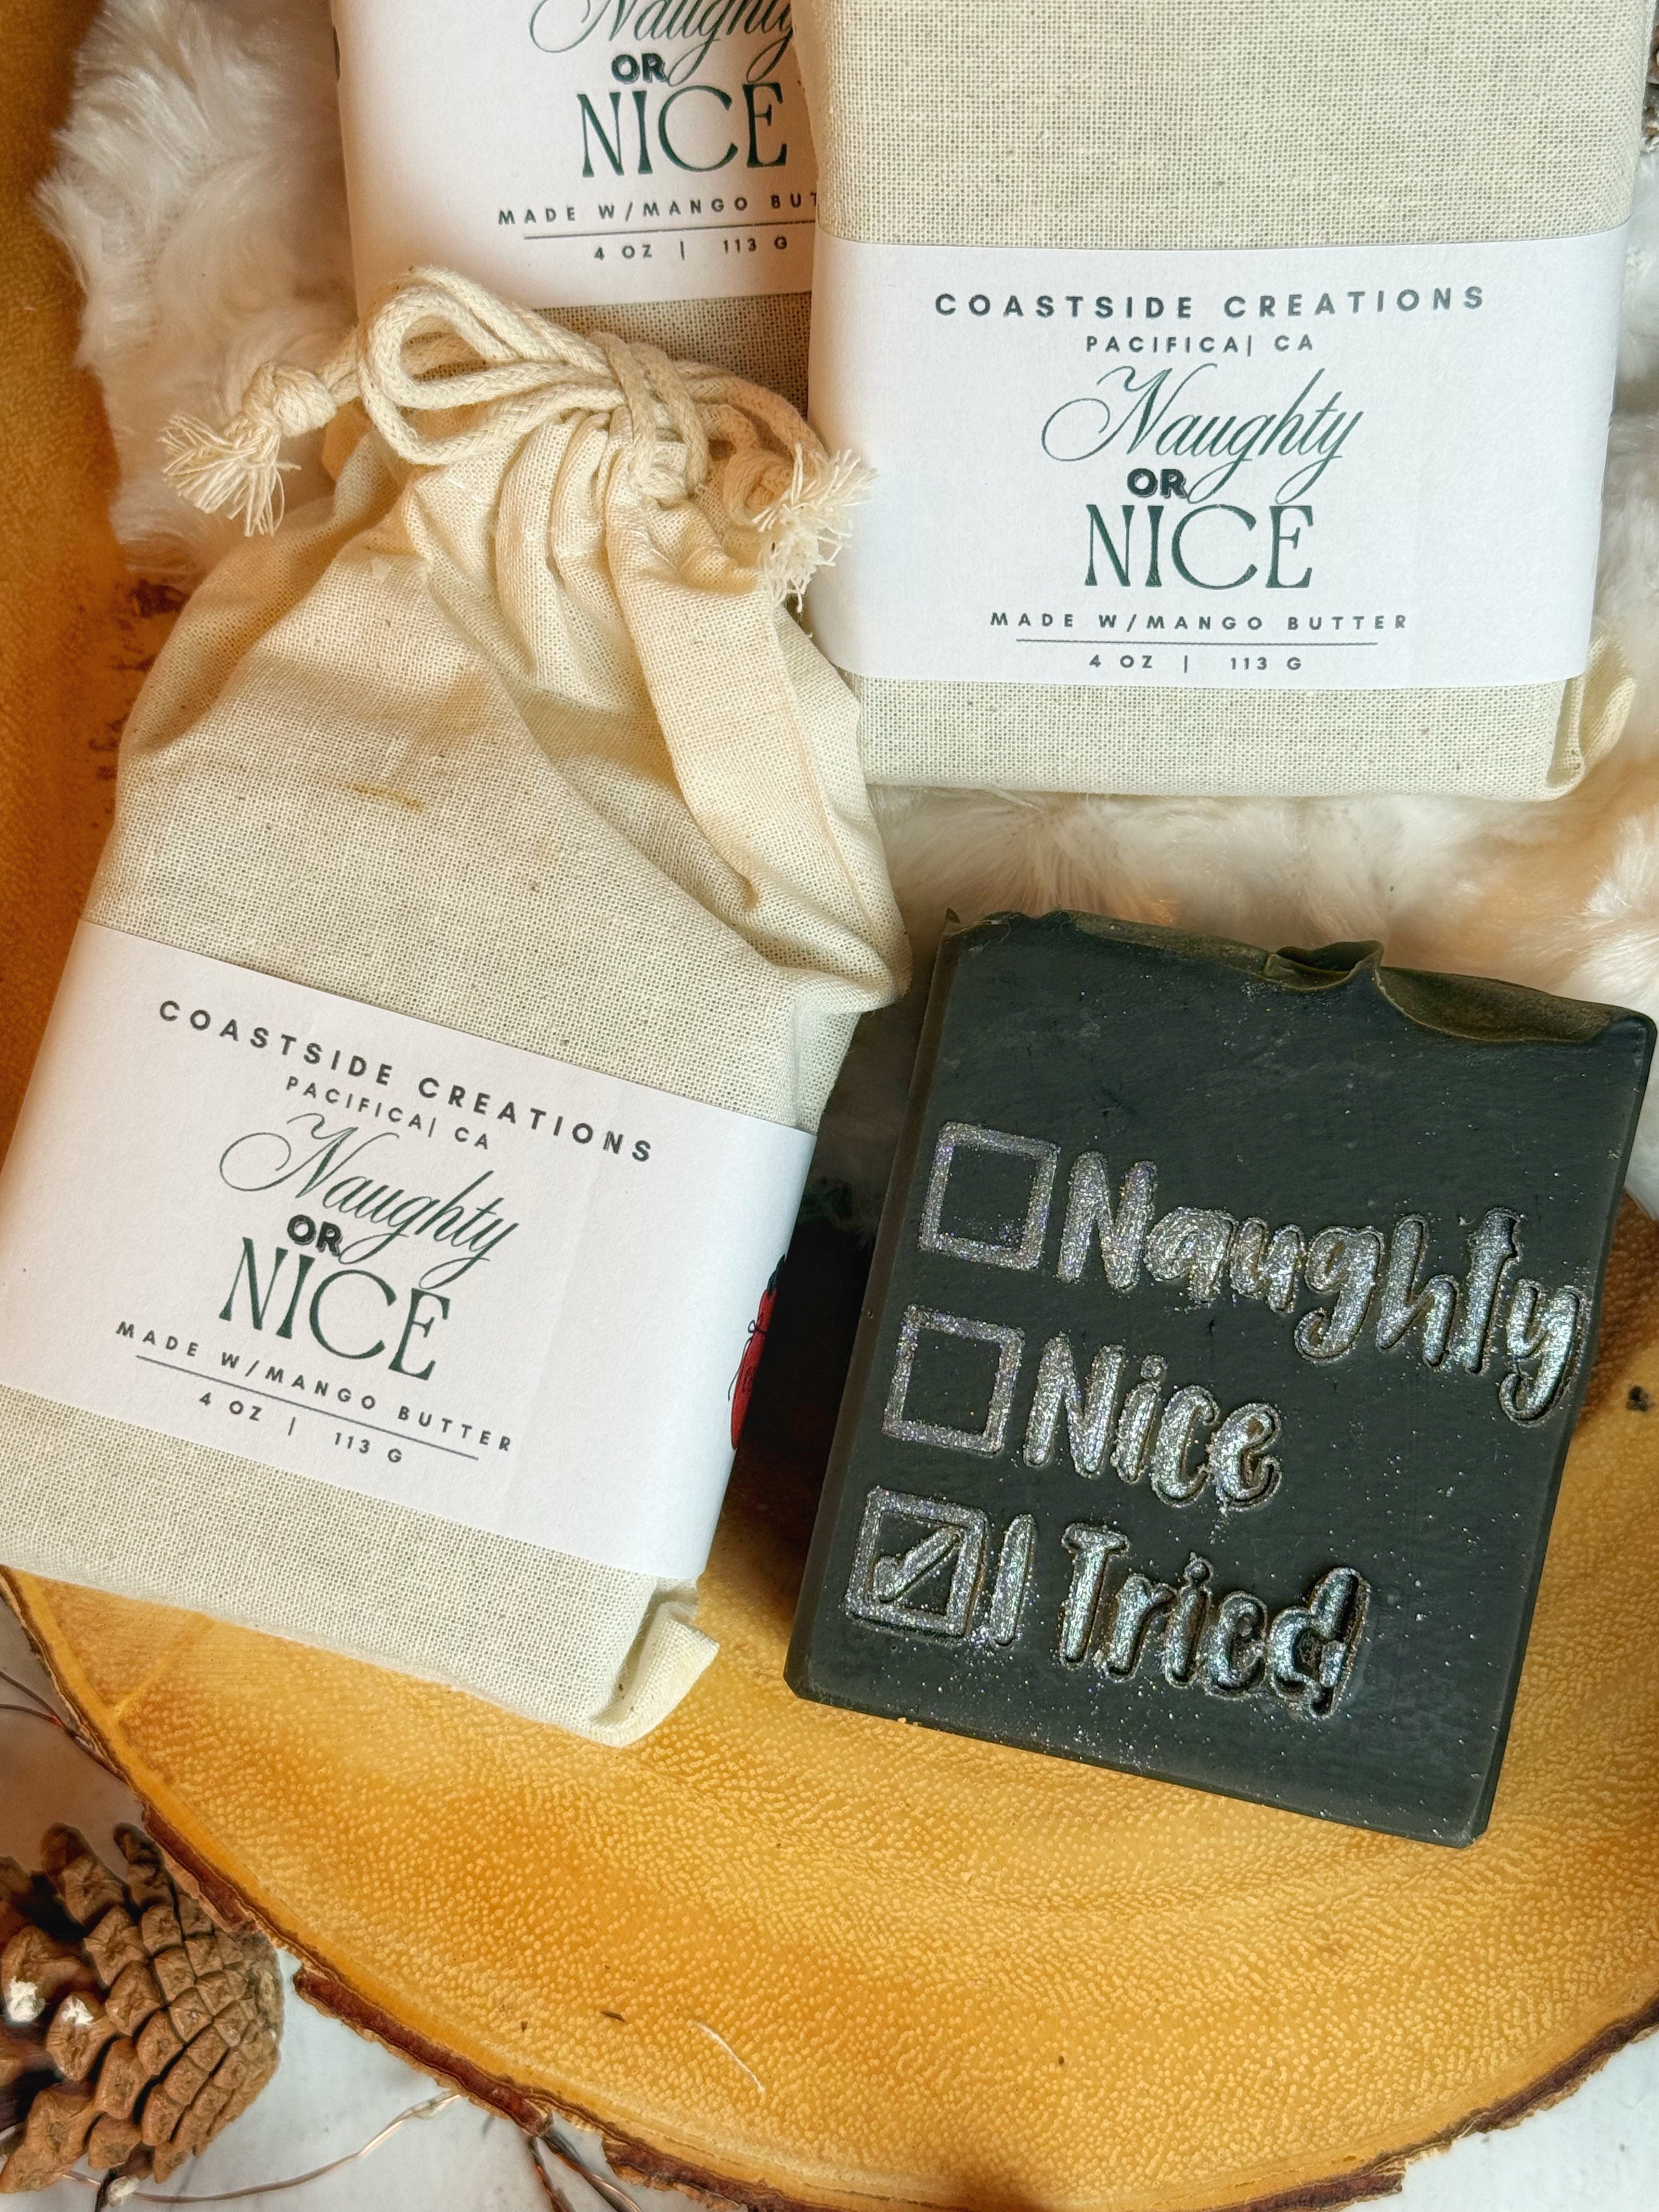 Naughty
OR
NICE
MADE W/MANGO
4 OZ | 113 G
COASTSIDE CREATIONS
PACIFICA| CA
Naughty
OR
NICE
MADE W/MANGO BUTTER
4 OZ | 113 G
COASTSIDE CREATIONS
PACIFICA| CA
Naughty
OR
NICE
MADE W/MANGO BUTTER
4 OZ | 113 G
Naughty
Nice
I Tried